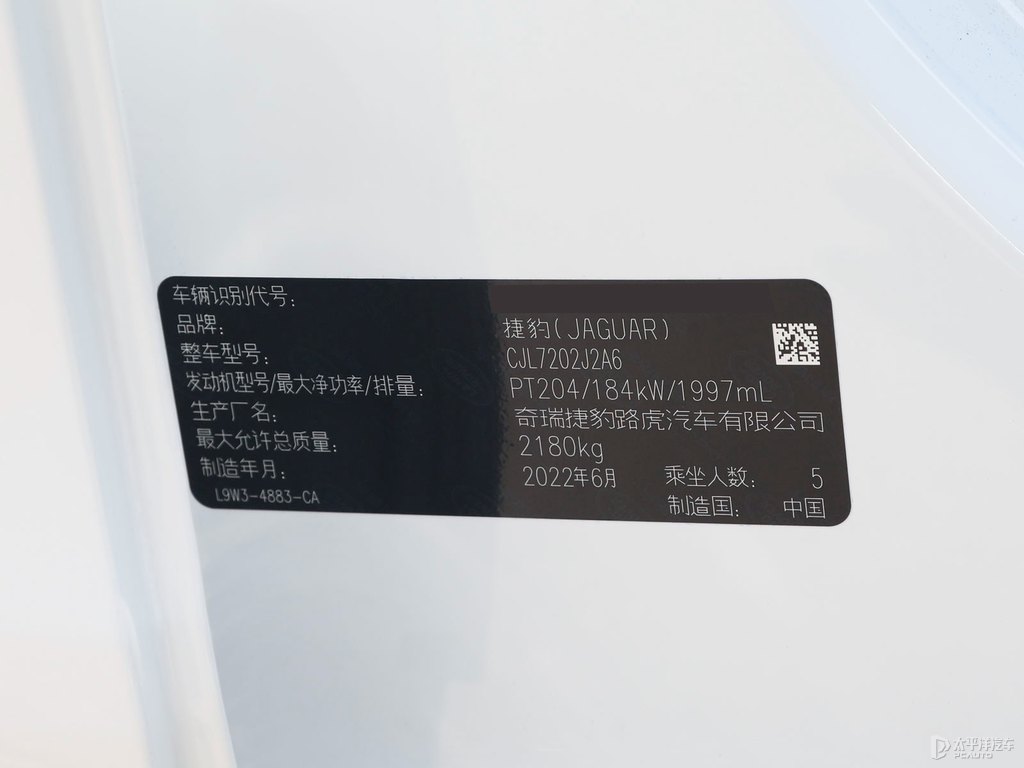 车辆识别代号:
品牌: 捷豹(JAGUAR)
整车型号: CJL7202J2A6
发动机型号/最大净功率/排量: PT204/184kW/1997mL
生产厂名: 奇瑞捷豹路虎汽车有限公司
最大允许总质量: 2180kg
制造年月: 2022年6月 乘坐人数: 5
L9W3-4883-CA 制造国: 中国
太平洋汽车
PCAUTO